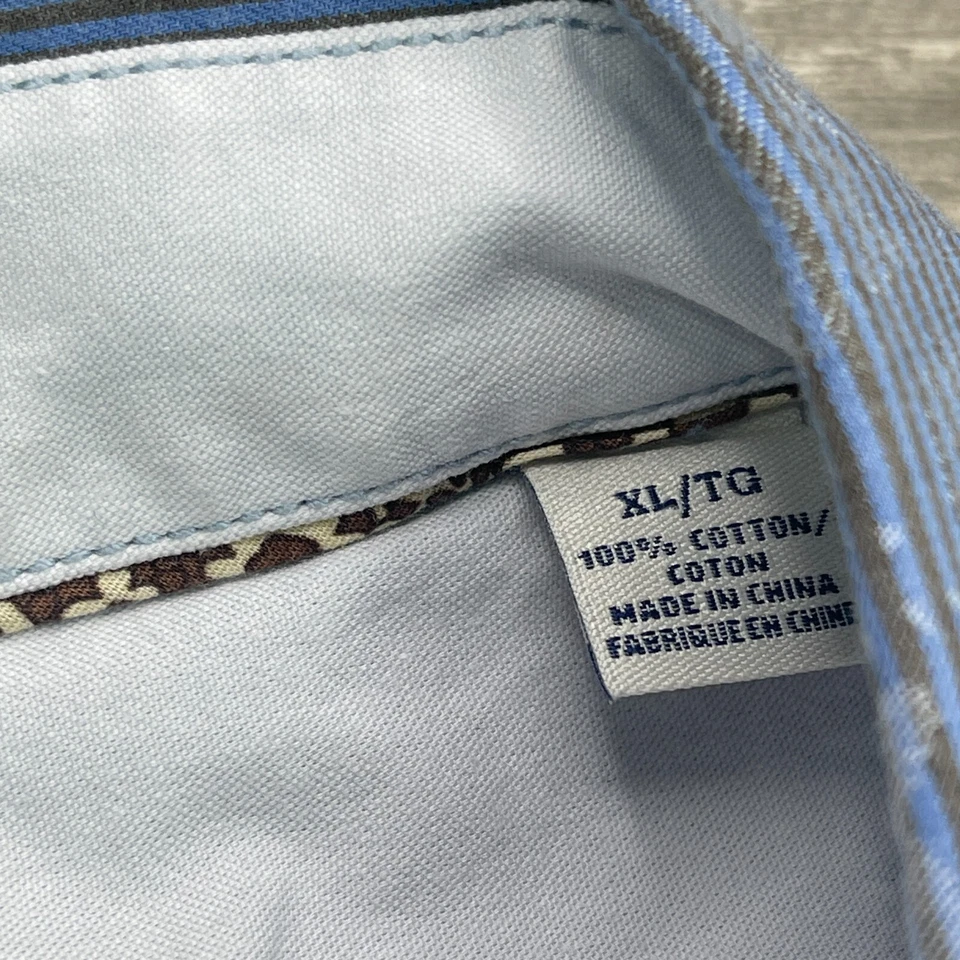 XL/TG
100% COTTON/
COTON
MADE IN CHINA
FABRIQUE EN CHINE